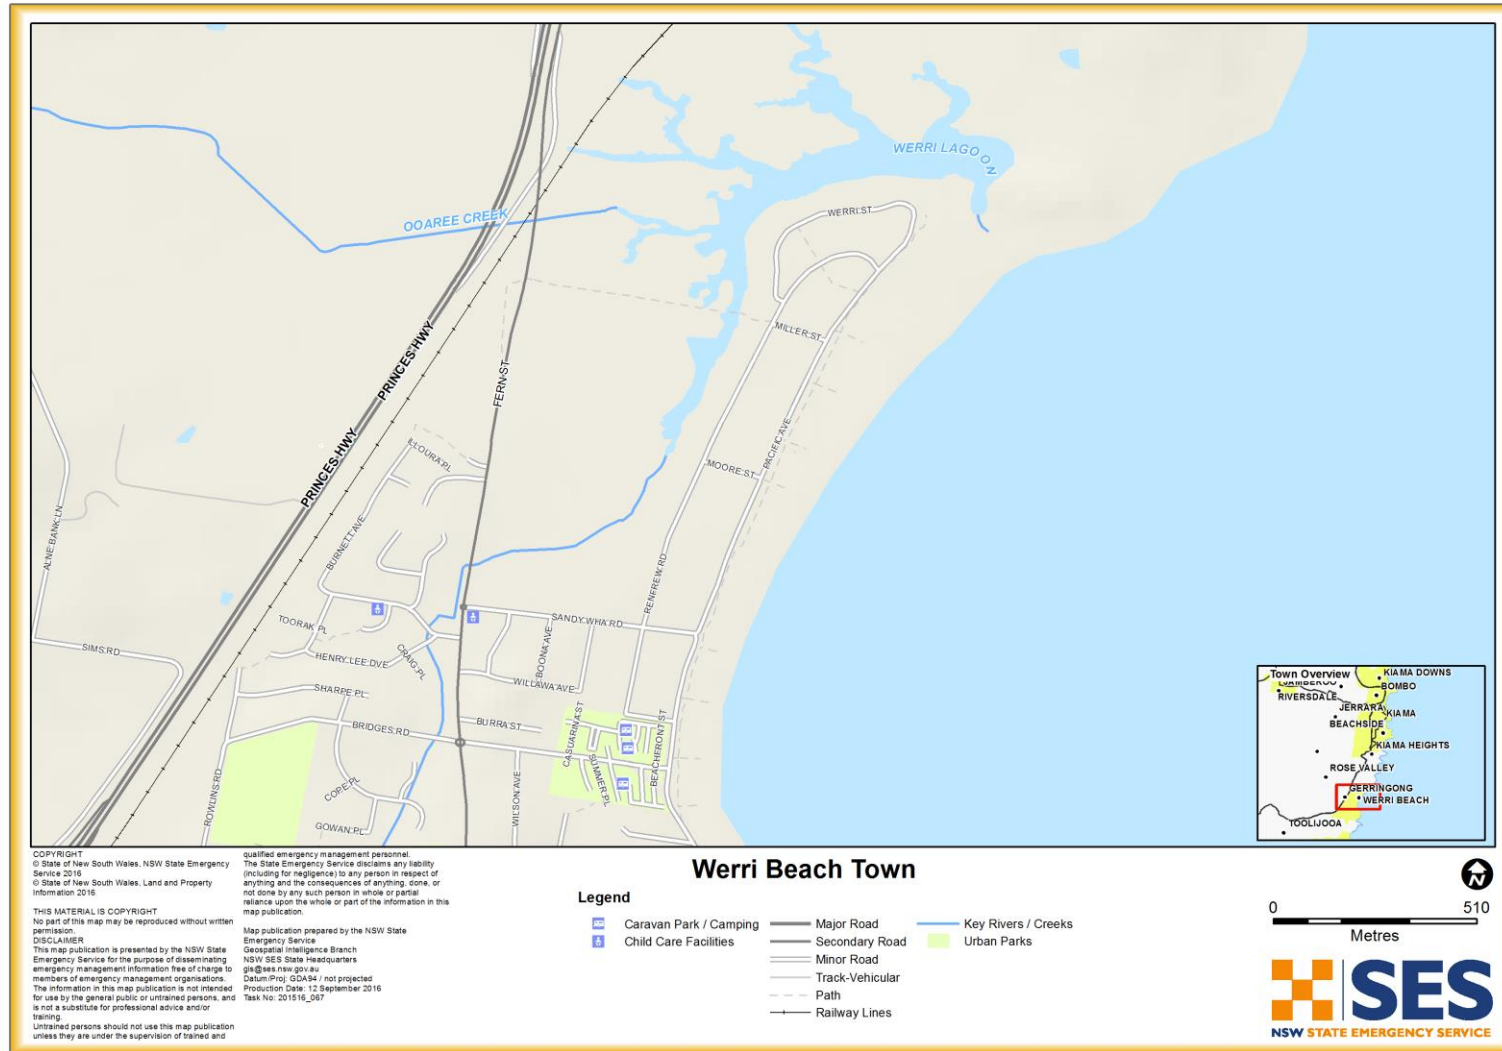 WERRI LAGOON
OOAREE CREEK
WERRI ST
PRINCES HWY
MILLER ST
FERN ST
PACIFIC AVE
ILLOURA PL
MOORE ST
PRINCES HWY
ALNE BANK LN
BURNETT AVE
RENFREW RD
TOORAK PL
SANDY WHA RD
SIMS RD
HENRY LEE DVE
CRAIG PL
BOONA AVE
WILLAWA AVE
SHARPE PL
BRIDGES RD
BURRA ST
CASUARINA ST
BEACHFRONT ST
SUMMER PL
ROWLINS RD
COPE PL
WILSON AVE
GOWAN PL
Town Overview
KIAMA DOWNS
BOMBO
RIVERSDALE
JERRARA
KIAMA
BEACHSIDE
KIAMA HEIGHTS
ROSE VALLEY
GERRINGONG
WERRI BEACH
TOOLIJOOA
COPYRIGHT
© State of New South Wales, NSW State Emergency
Service 2016
© State of New South Wales, Land and Property
Information 2016
THIS MATERIAL IS COPYRIGHT
No part of this map may be reproduced without written
permission.
DISCLAIMER
This map publication is presented by the NSW State
Emergency Service for the purpose of disseminating
emergency management information free of charge to
members of emergency management organisations.
The information in this map publication is not intended
for use by the general public or untrained persons, and
is not a substitute for professional advice and/or
training.
Untrained persons should not use this map publication
unless they are under the supervision of trained and
qualified emergency management personnel.
The State Emergency Service disclaims any liability
(including for negligence) to any person in respect of
anything and the consequences of anything, done, or
not done by any such person in whole or partial
reliance upon the whole or part of the information in this
map publication.
Map publication prepared by the NSW State
Emergency Service
Geospatial Intelligence Branch
NSW SES State Headquarters
gis@ses.nsw.gov.au
Datum/Proj: GDA94 / not projected
Production Date: 12 September 2016
Task No: 201516_067
Werri Beach Town
Legend
Caravan Park / Camping
Child Care Facilities
Major Road
Secondary Road
Minor Road
Track-Vehicular
Path
Railway Lines
Key Rivers / Creeks
Urban Parks
N
0 510
Metres
SES
NSW STATE EMERGENCY SERVICE